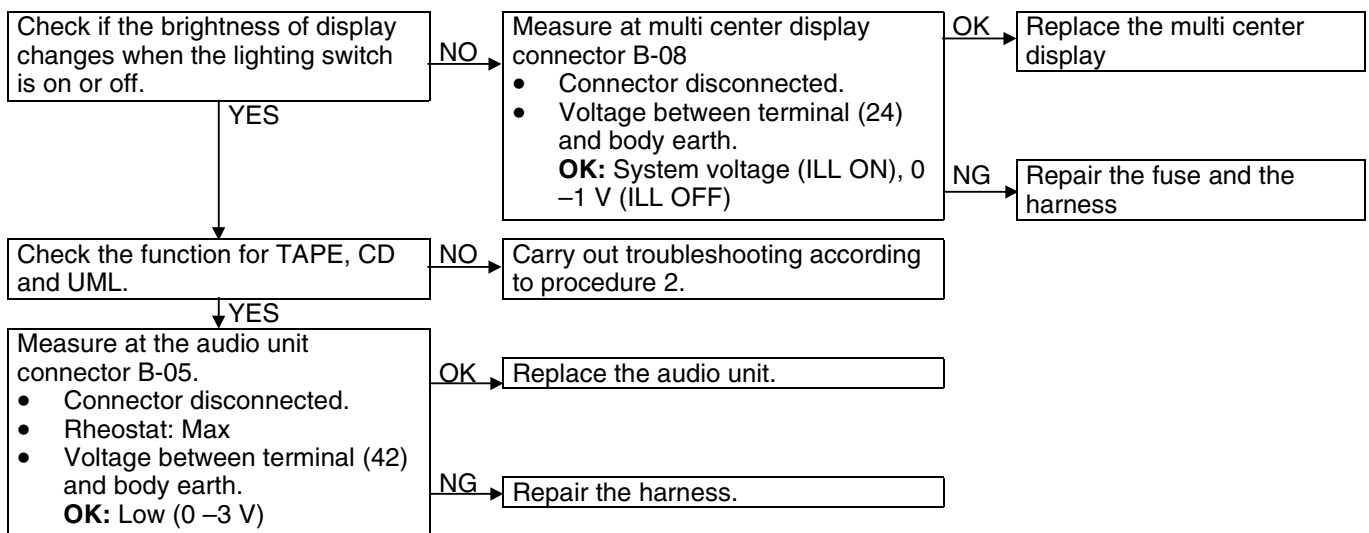 Check if the brightness of display
changes when the lighting switch
is on or off.
NO
Measure at multi center display
connector B-08
• Connector disconnected.
• Voltage between terminal (24)
and body earth.
OK: System voltage (ILL ON), 0
–1 V (ILL OFF)
OK
Replace the multi center
display
NG
Repair the fuse and the
harness
YES
Check the function for TAPE, CD
and UML.
NO
Carry out troubleshooting according
to procedure 2.
YES
Measure at the audio unit
connector B-05.
• Connector disconnected.
• Rheostat: Max
• Voltage between terminal (42)
and body earth.
OK: Low (0 –3 V)
OK
Replace the audio unit.
NG
Repair the harness.